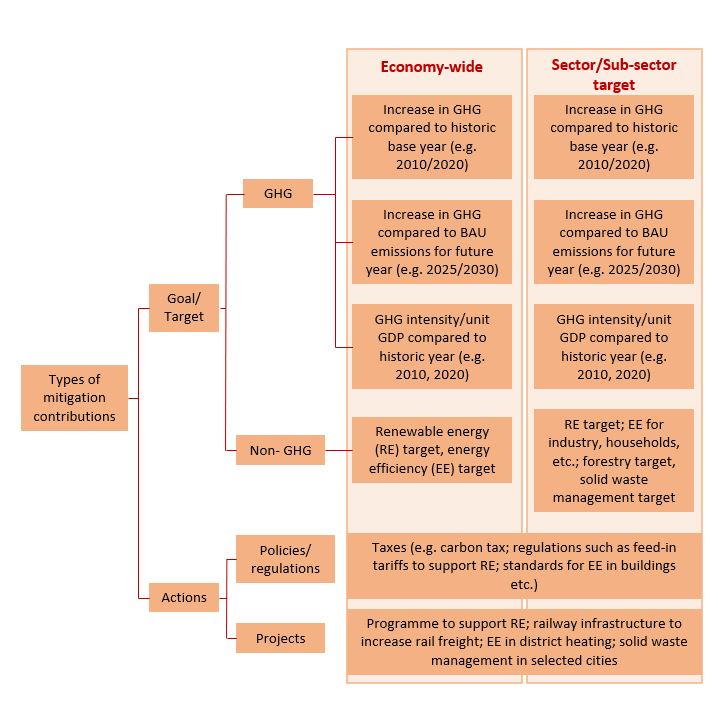 Economy-wide
Sector/Sub-sector
target
Increase in GHG
compared to historic
base year (e.g.
2010/2020)
Increase in GHG
compared to historic
base year (e.g.
2010/2020)
GHG
Increase in GHG
compared to BAU
emissions for future
year (e.g. 2025/2030)
Increase in GHG
compared to BAU
emissions for future
year (e.g. 2025/2030)
Goal/
Target
GHG intensity/unit
GDP compared to
historic year (e.g.
2010, 2020)
GHG intensity/unit
GDP compared to
historic year (e.g.
2010, 2020)
Types of
mitigation
contributions
Non- GHG
Renewable energy
(RE) target, energy
efficiency (EE) target
RE target; EE for
industry, households,
etc.; forestry target,
solid waste
management target
Policies/
regulations
Taxes (e.g. carbon tax; regulations such as feed-in
tariffs to support RE; standards for EE in buildings
etc.)
Actions
Projects
Programme to support RE; railway infrastructure to
increase rail freight; EE in district heating; solid waste
management in selected cities